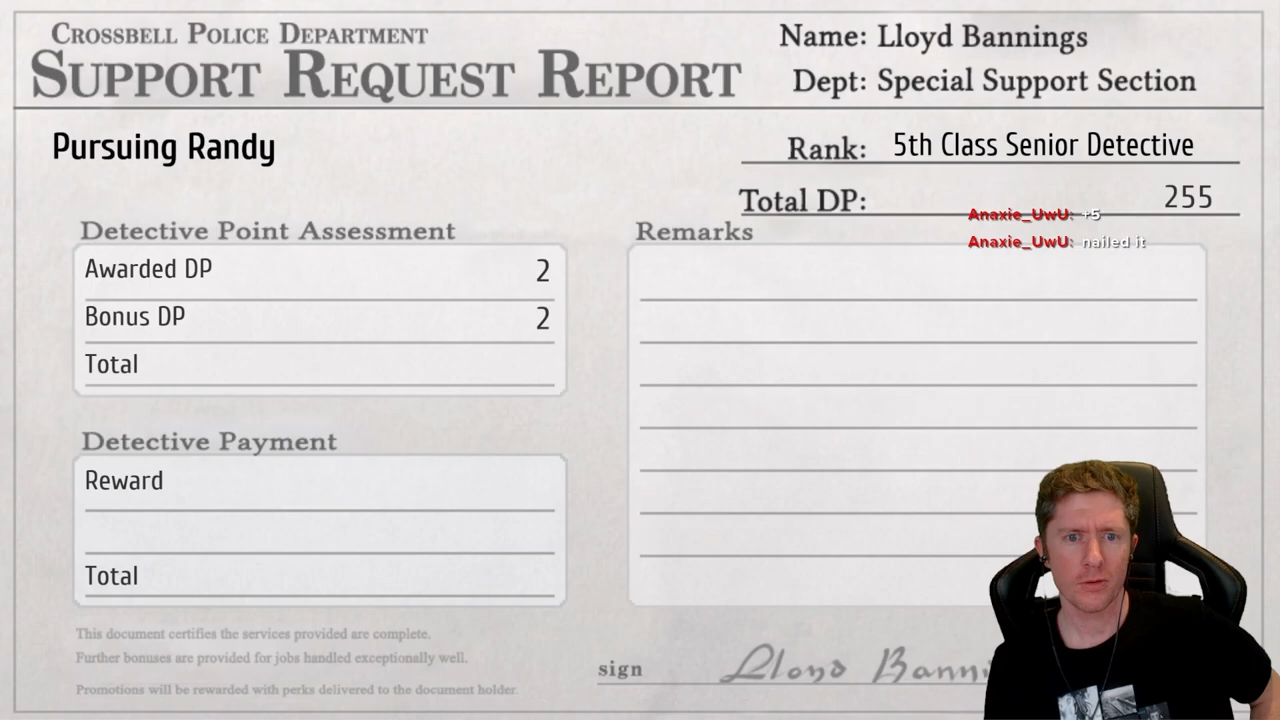 CROSSBELL POLICE DEPARTMENT
SUPPORT REQUEST REPORT
Name: Lloyd Bannings
Dept: Special Support Section
Pursuing Randy
Rank: 5th Class Senior Detective
Total DP: 255
Anaxie_UwU: +5
Anaxie_UwU: nailed it
Detective Point Assessment
Awarded DP 2
Bonus DP 2
Total
Remarks
Detective Payment
Reward
Total
This document certifies the services provided are complete.
Further bonuses are provided for jobs handled exceptionally well.
Promotions will be rewarded with perks delivered to the document holder.
sign Lloyd Banni